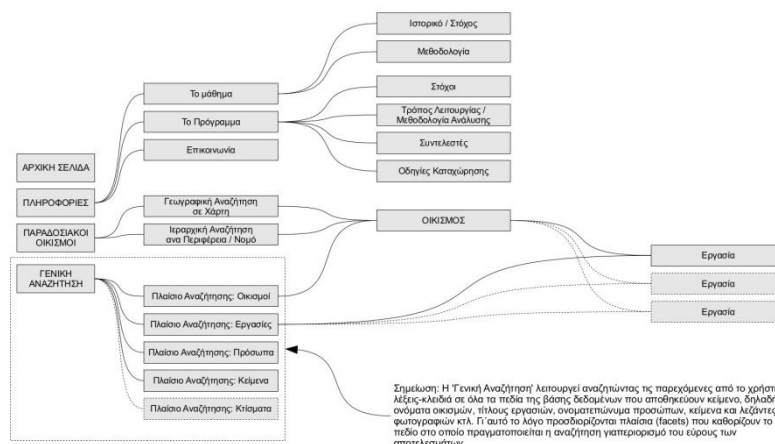 Ιστορικό / Στόχος
Μεθοδολογία
Το μάθημα
Στόχοι
Το Πρόγραμμα
Τρόπος Λειτουργίας /
Μεθοδολογία Ανάλυσης
Επικοινωνία
Συντελεστές
ΑΡΧΙΚΗ ΣΕΛΙΔΑ
Οδηγίες Καταχώρησης
ΠΛΗΡΟΦΟΡΙΕΣ
Γεωγραφική Αναζήτηση
σε Χάρτη
ΟΙΚΙΣΜΟΣ
ΠΑΡΑΔΟΣΙΑΚΟΙ
ΟΙΚΙΣΜΟΙ
Ιεραρχική Αναζήτηση
ανα Περιφέρεια / Νομό
Εργασία
ΓΕΝΙΚΗ
ΑΝΑΖΗΤΗΣΗ
Εργασία
Πλαίσιο Αναζήτησης: Οικισμοί
Εργασία
Πλαίσιο Αναζήτησης: Εργασίες
Πλαίσιο Αναζήτησης: Πρόσωπα
Πλαίσιο Αναζήτησης: Κείμενα
Πλαίσιο Αναζήτησης: Κτίσματα
Σημείωση: Η 'Γενική Αναζήτηση' λειτουργεί αναζητώντας τις παρεχόμενες από το χρήστ
λέξεις-κλειδιά σε όλα τα πεδία της βάσης δεδομένων που αποθηκεύουν κείμενο, δηλαδή
ονόματα οικισμών, τίτλους εργασιών, ονοματεπώνυμα προσώπων, κείμενα και λεζάντες
φωτογραφιών κτλ. Γι΄αυτό το λόγο προσδιορίζονται πλαίσια (facets) που καθορίζουν το
πεδίο στο οποίο πραγματοποιείται η αναζήτηση γιαπεριορισμό του εύρους των
αποτελεσμάτων